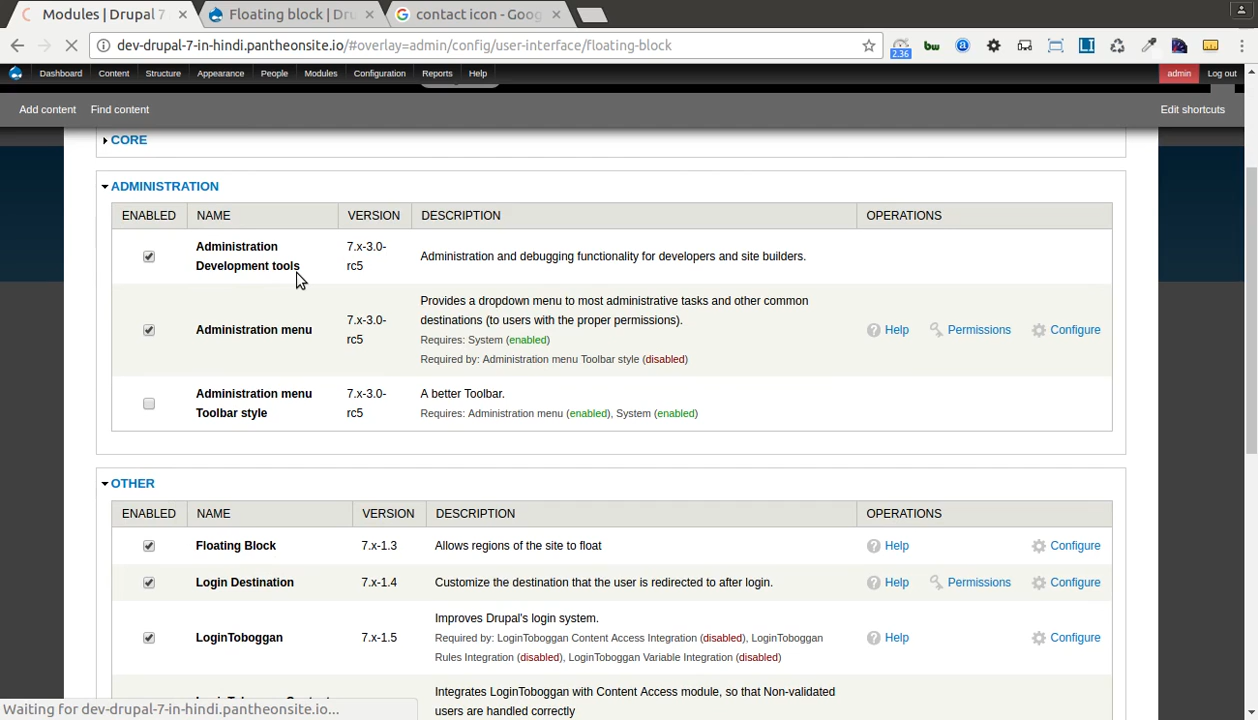 Modules | Drupal 7
Floating block | Dru
contact icon - Goog
dev-drupal-7-in-hindi.pantheonsite.io/#overlay=admin/config/user-interface/floating-block
2.36
bw
Dashboard Content Structure Appearance People Modules Configuration Reports Help admin Log out
Add content Find content Edit shortcuts
CORE
ADMINISTRATION
ENABLED NAME VERSION DESCRIPTION OPERATIONS
Administration Development tools 7.x-3.0-rc5 Administration and debugging functionality for developers and site builders.
Administration menu 7.x-3.0-rc5 Provides a dropdown menu to most administrative tasks and other common
destinations (to users with the proper permissions).
Requires: System (enabled)
Required by: Administration menu Toolbar style (disabled)
Help Permissions Configure
Administration menu Toolbar style 7.x-3.0-rc5 A better Toolbar.
Requires: Administration menu (enabled), System (enabled)
OTHER
ENABLED NAME VERSION DESCRIPTION OPERATIONS
Floating Block 7.x-1.3 Allows regions of the site to float Help Configure
Login Destination 7.x-1.4 Customize the destination that the user is redirected to after login. Help Permissions Configure
LoginToboggan 7.x-1.5 Improves Drupal's login system.
Required by: LoginToboggan Content Access Integration (disabled), LoginToboggan
Rules Integration (disabled), LoginToboggan Variable Integration (disabled)
Help Configure
Integrates LoginToboggan with Content Access module, so that Non-validated
users are handled correctly
Waiting for dev-drupal-7-in-hindi.pantheonsite.io...